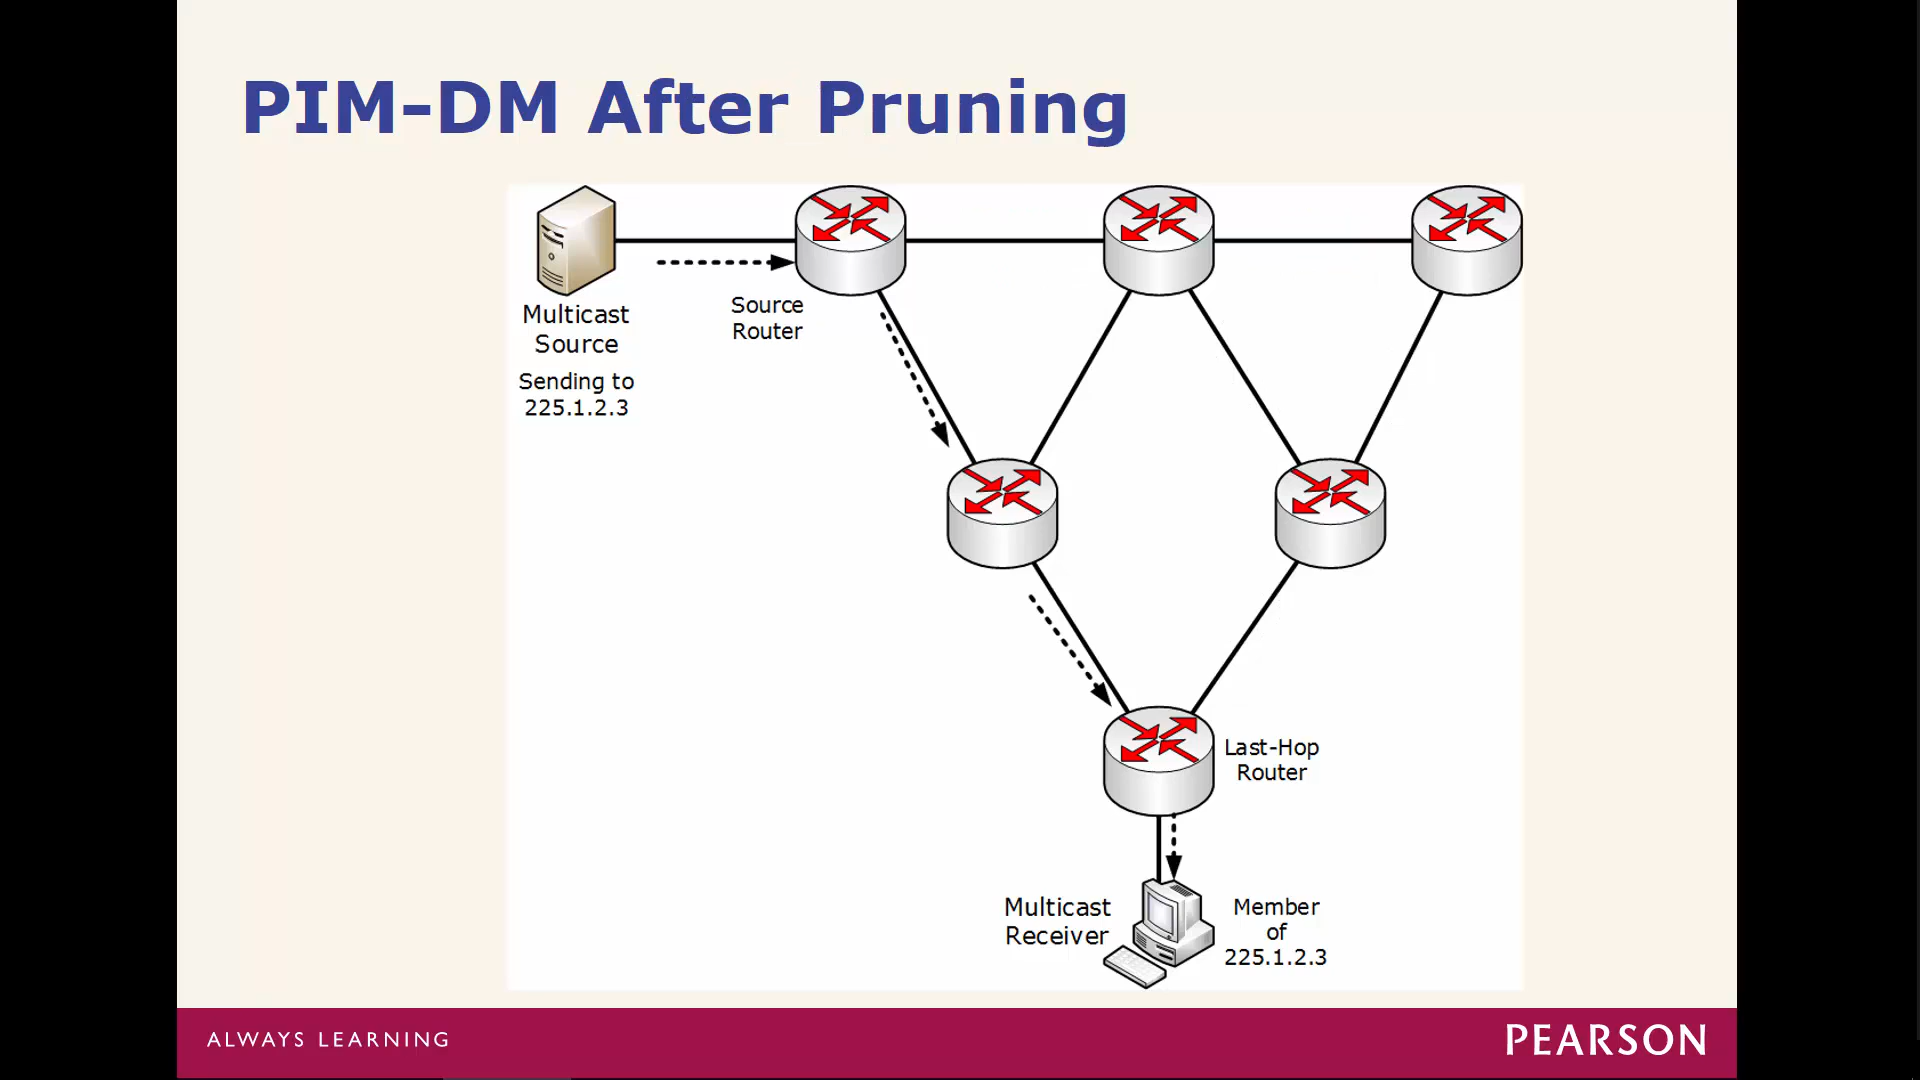 PIM-DM After Pruning
Multicast
Source
Sending to
225.1.2.3
Source
Router
Last-Hop
Router
Multicast
Receiver
Member
of
225.1.2.3
ALWAYS LEARNING
PEARSON